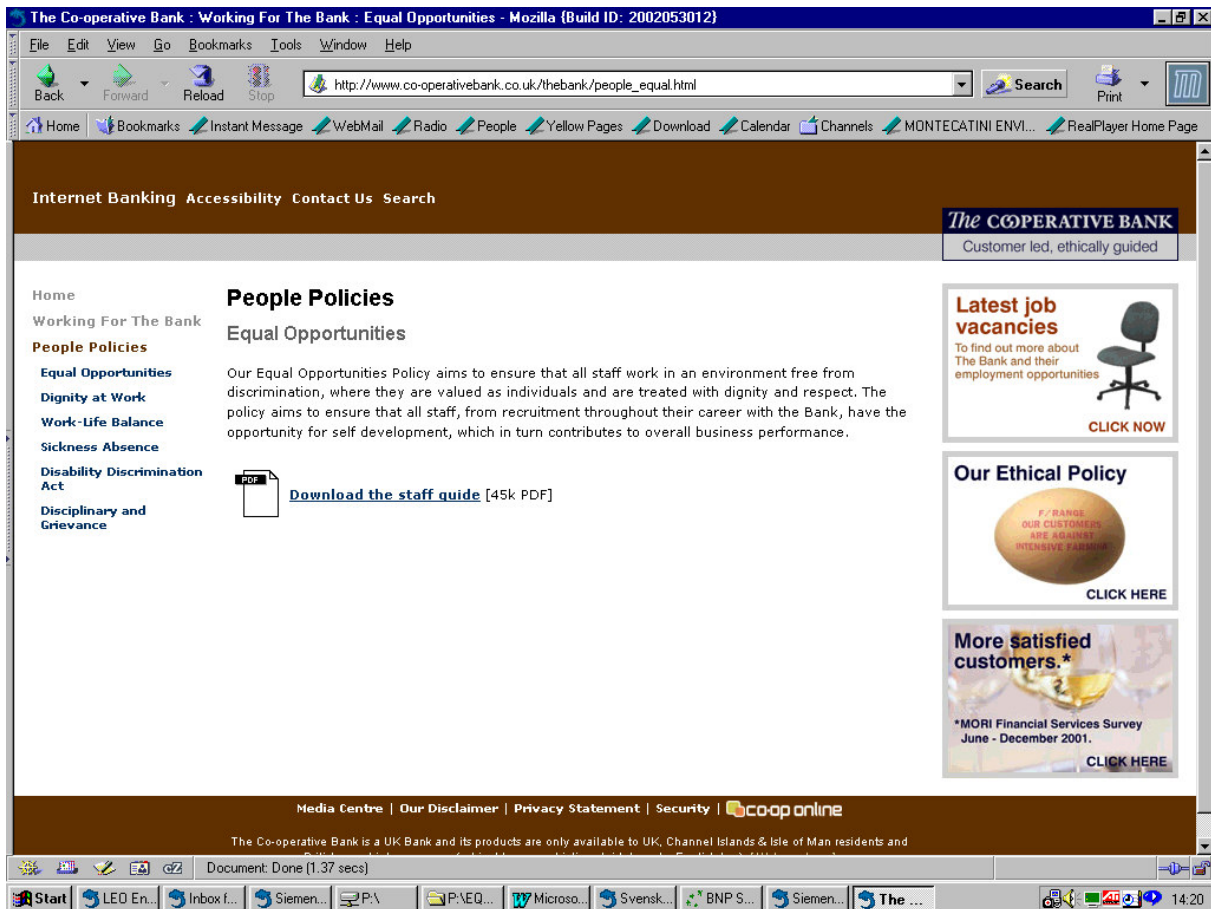 The Co-operative Bank : Working For The Bank : Equal Opportunities - Mozilla {Build ID: 2002053012}
File Edit View Go Bookmarks Tools Window Help
Back Forward Reload Stop http://www.co-operativebank.co.uk/thebank/people_equal.html Search Print
Home Bookmarks Instant Message WebMail Radio People Yellow Pages Download Calendar Channels MONTECATINI ENVI... RealPlayer Home Page
Internet Banking Accessibility Contact Us Search
The COOPERATIVE BANK
Customer led, ethically guided
Home
Working For The Bank
People Policies
Equal Opportunities
Dignity at Work
Work-Life Balance
Sickness Absence
Disability Discrimination
Act
Disciplinary and
Grievance
People Policies
Equal Opportunities
Our Equal Opportunities Policy aims to ensure that all staff work in an environment free from
discrimination, where they are valued as individuals and are treated with dignity and respect. The
policy aims to ensure that all staff, from recruitment throughout their career with the Bank, have the
opportunity for self development, which in turn contributes to overall business performance.
PDF
Download the staff guide [45k PDF]
Latest job
vacancies
To find out more about
The Bank and their
employment opportunities
CLICK NOW
Our Ethical Policy
F/RANGE
OUR CUSTOMERS
ARE AGAINST
INTENSIVE FARMING
CLICK HERE
More satisfied
customers.*
*MORI Financial Services Survey
June - December 2001.
CLICK HERE
Media Centre | Our Disclaimer | Privacy Statement | Security | co-op online
The Co-operative Bank is a UK Bank and its products are only available to UK, Channel Islands & Isle of Man residents and
Document: Done (1.37 secs)
Start LEO En... Inbox f... Siemen... P:\ P:\EQ... Microso... Svensk... BNP S... Siemen... The ... 14:20